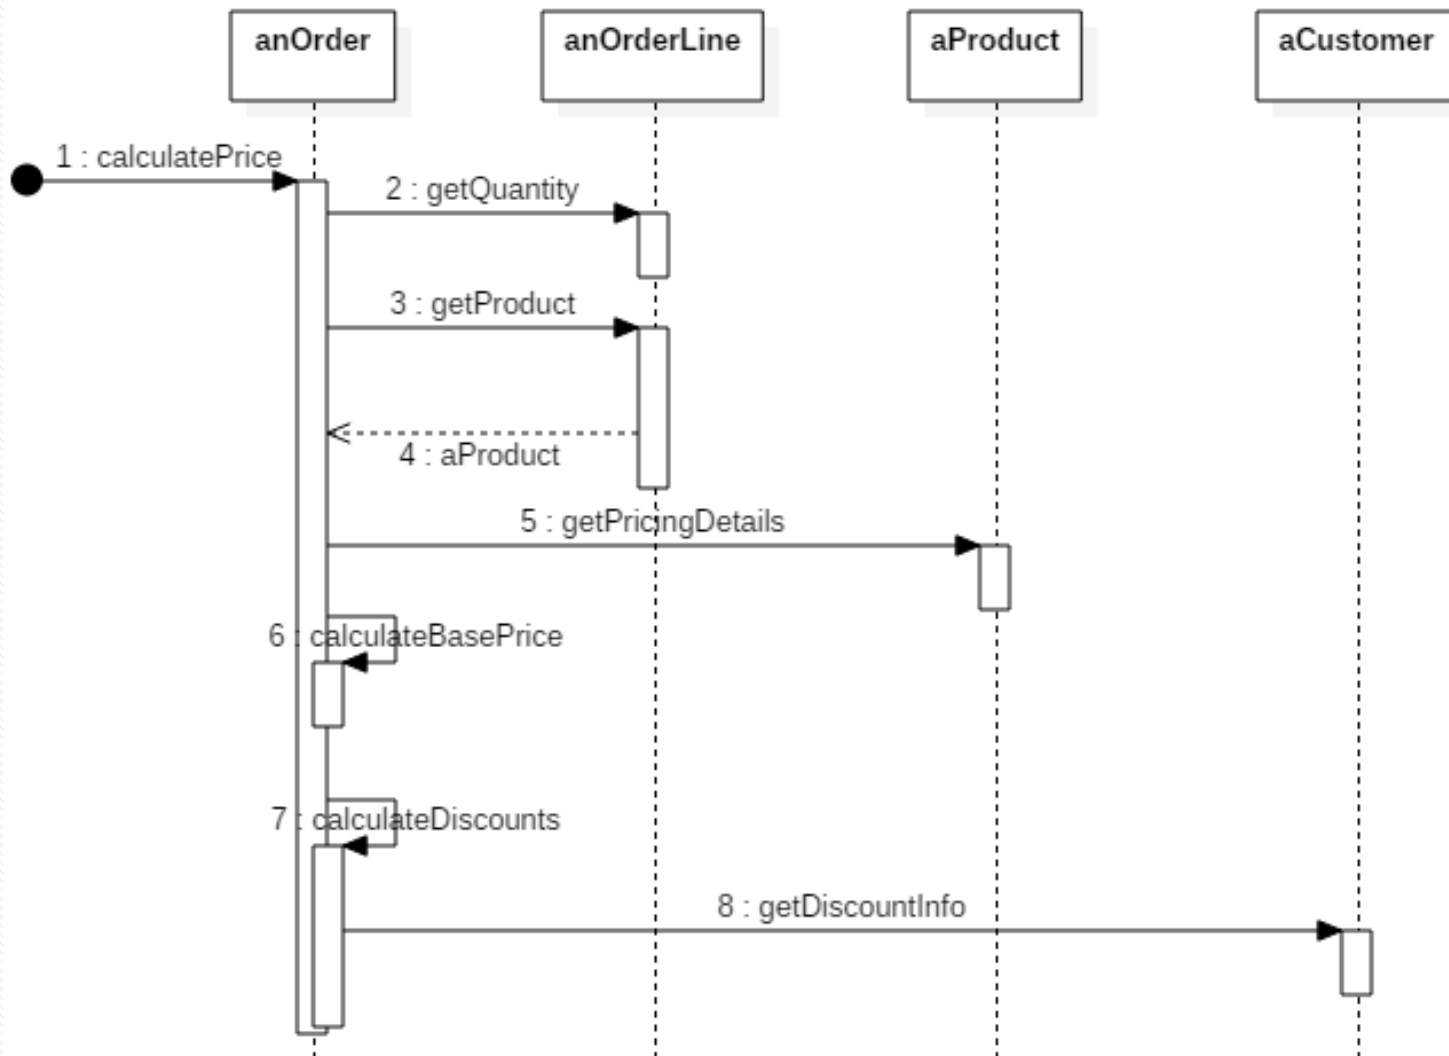 anOrder
anOrderLine
aProduct
aCustomer
1 : calculatePrice
2 : getQuantity
3 : getProduct
4 : aProduct
5 : getPricingDetails
6 : calculateBasePrice
7 : calculateDiscounts
8 : getDiscountInfo